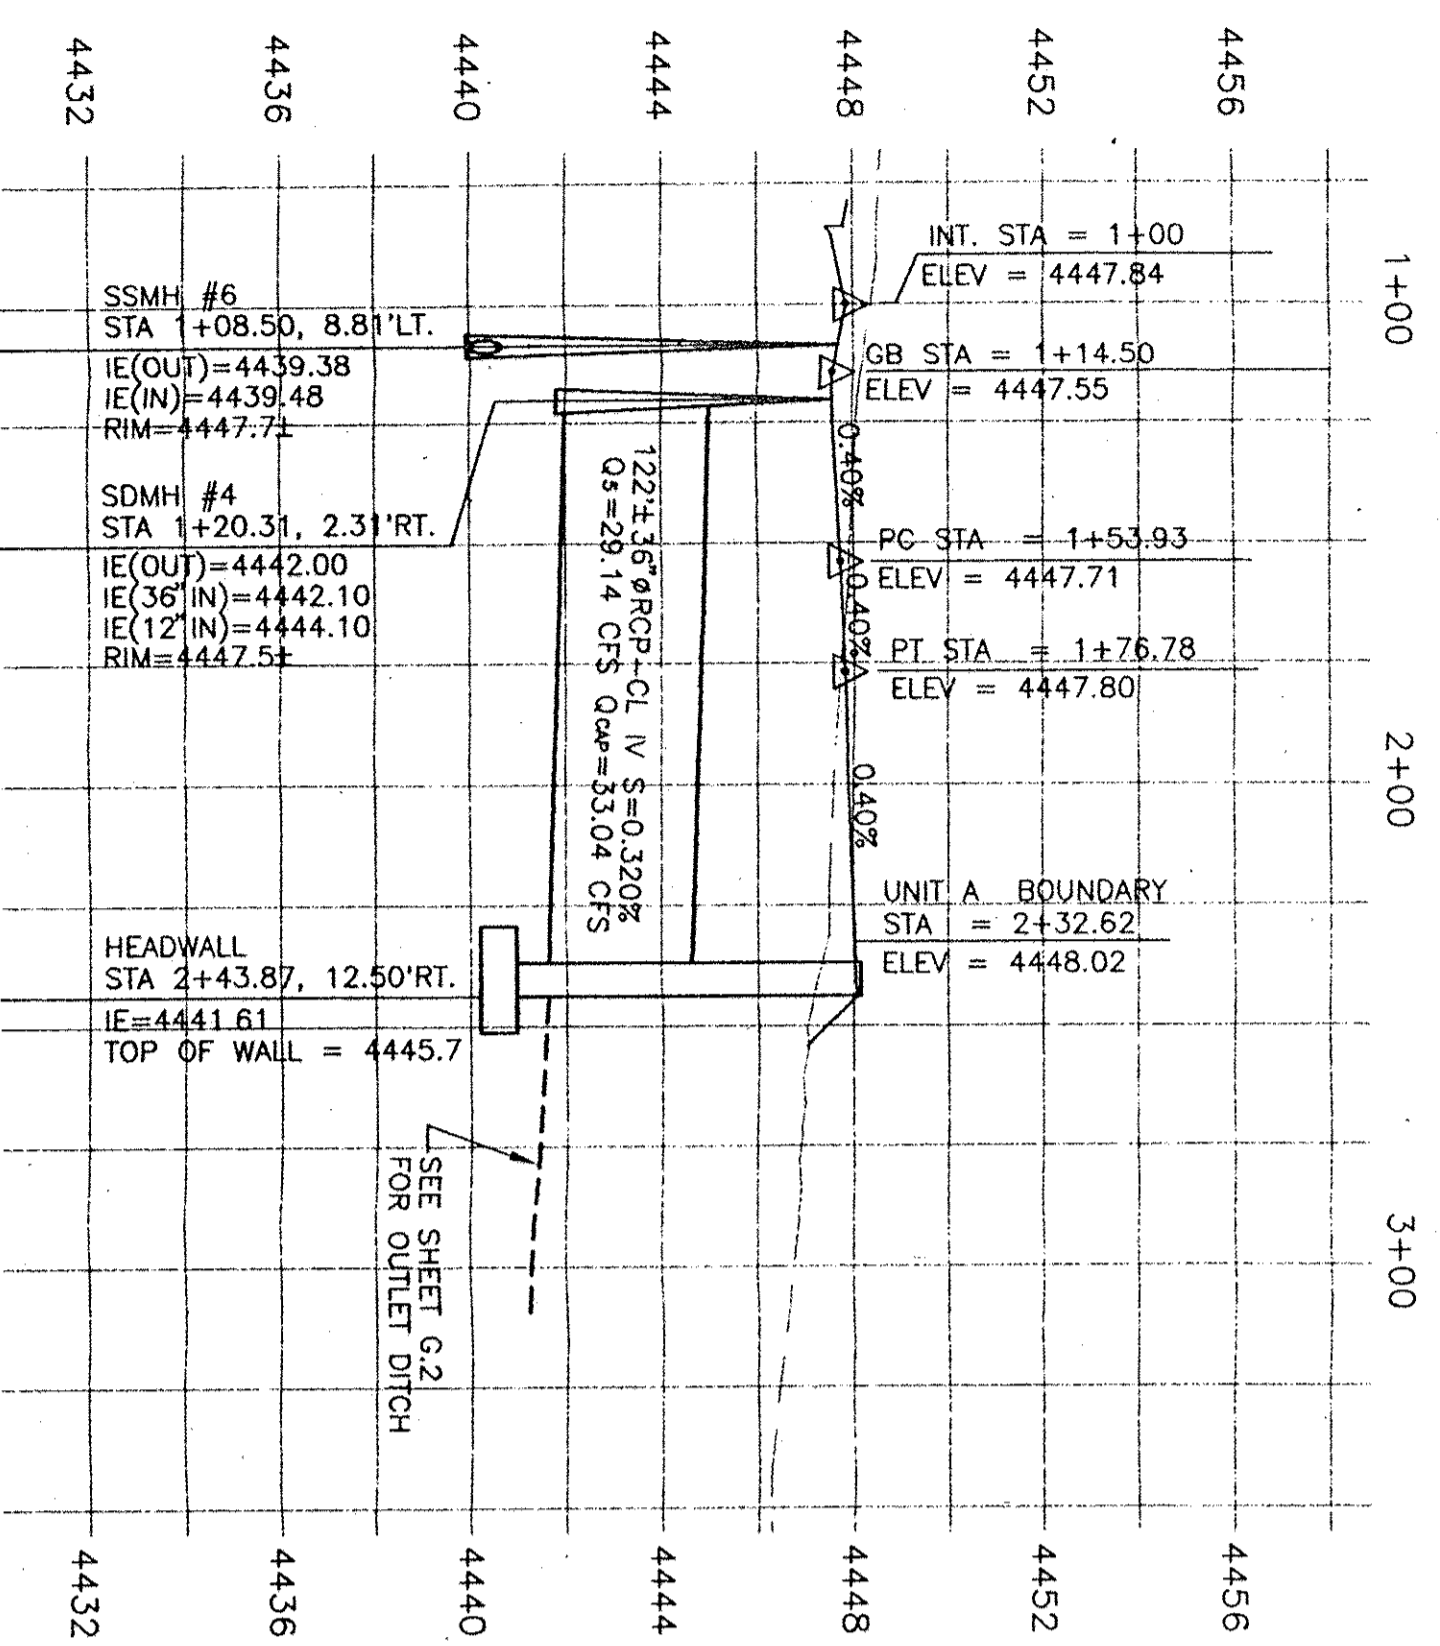 4432
4436
4440
4444
4448
4452
4456
1+00
2+00
3+00
INT. STA = 1+00
ELEV = 4447.84
GB STA = 1+14.50
ELEV = 4447.55
0.40%
PC STA = 1+53.93
ELEV = 4447.71
0.40%
PT STA = 1+76.78
ELEV = 4447.80
0.40%
UNIT A BOUNDARY
STA = 2+32.62
ELEV = 4448.02
SSMH #6
STA 1+08.50, 8.81'LT.
IE(OUT)=4439.38
IE(IN)=4439.48
RIM=4447.7±
SDMH #4
STA 1+20.31, 2.31'RT.
IE(OUT)=4442.00
IE(36"IN)=4442.10
IE(12"IN)=4444.10
RIM=4447.5±
122'±36"øRCP-CL IV S=0.320%
Q5=29.14 CFS QCAP=33.04 CFS
HEADWALL
STA 2+43.87, 12.50'RT.
IE=4441.61
TOP OF WALL = 4445.7
SEE SHEET G.2
FOR OUTLET DITCH
4432
4436
4440
4444
4448
4452
4456